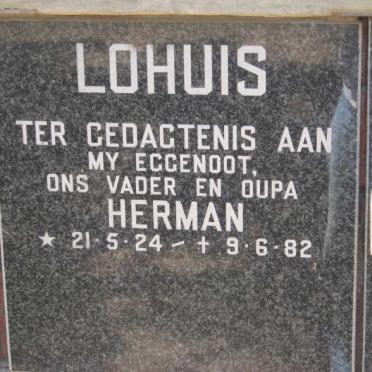 LOHUIS
TER GEDAGTENIS AAN
MY EGGENOOT,
ONS VADER EN OUPA
HERMAN
★ 21·5·24 – † 9·6·82